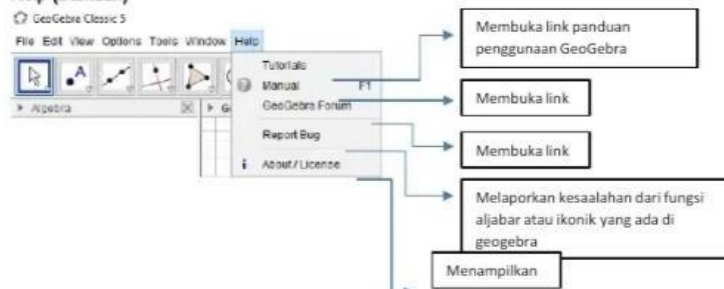 GeoGebra Classic 5
File Edit View Options Tools Window Help
Tutorials
Manual F1
GeoGebra Forum
Report Bug
About / License
Algebra
G
Membuka link panduan
penggunaan GeoGebra
Membuka link
Membuka link
Melaporkan kesaalahan dari fungsi
aljabar atau ikonik yang ada di
geogebra
Menampilkan